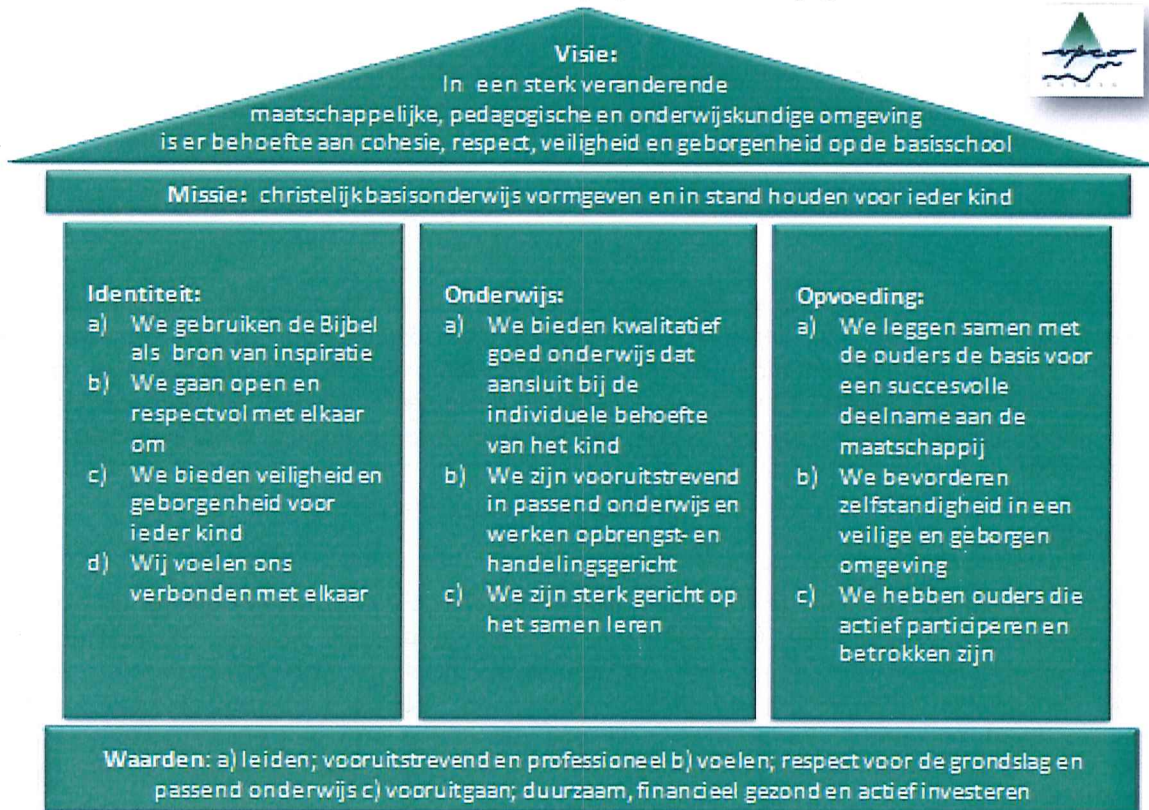 Visie:
In een sterk veranderende
maatschappelijke, pedagogische en onderwijskundige omgeving
is er behoefte aan cohesie, respect, veiligheid en geborgenheid op de basisschool
vpco
Missie: christelijk basisonderwijs vormgeven en in stand houden voor ieder kind
Identiteit:
a) We gebruiken de Bijbel
als bron van inspiratie
b) We gaan open en
respectvol met elkaar
om
c) We bieden veiligheid en
geborgenheid voor
ieder kind
d) Wij voelen ons
verbonden met elkaar
Onderwijs:
a) We bieden kwalitatief
goed onderwijs dat
aansluit bij de
individuele behoefte
van het kind
b) We zijn vooruitstrevend
in passend onderwijs en
werken opbrengst- en
handelingsgericht
c) We zijn sterk gericht op
het samen leren
Opvoeding:
a) We leggen samen met
de ouders de basis voor
een succesvolle
deelname aan de
maatschappij
b) We bevorderen
zelfstandigheid in een
veilige en geborgen
omgeving
c) We hebben ouders die
actief participeren en
betrokken zijn
Waarden: a) leiden; vooruitstrevend en professioneel b) voelen; respect voor de grondslag en
passend onderwijs c) vooruitgaan; duurzaam, financieel gezond en actief investeren